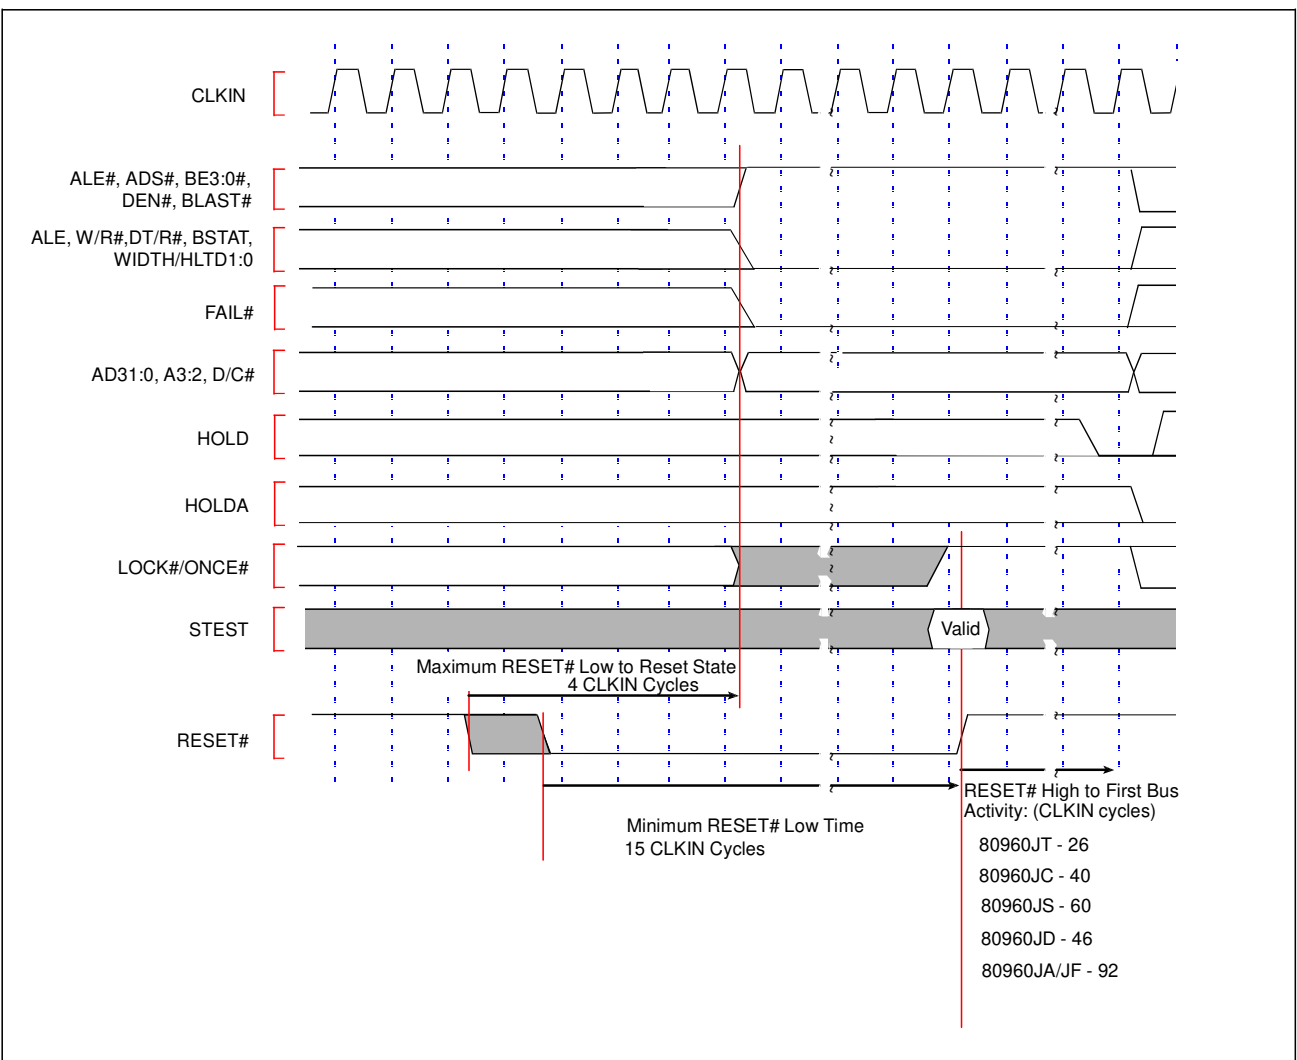 CLKIN
ALE#, ADS#, BE3:0#,
DEN#, BLAST#
ALE, W/R#,DT/R#, BSTAT,
WIDTH/HLTD1:0
FAIL#
AD31:0, A3:2, D/C#
HOLD
HOLDA
LOCK#/ONCE#
STEST
Valid
Maximum RESET# Low to Reset State
4 CLKIN Cycles
RESET#
Minimum RESET# Low Time
15 CLKIN Cycles
RESET# High to First Bus
Activity: (CLKIN cycles)
80960JT - 26
80960JC - 40
80960JS - 60
80960JD - 46
80960JA/JF - 92